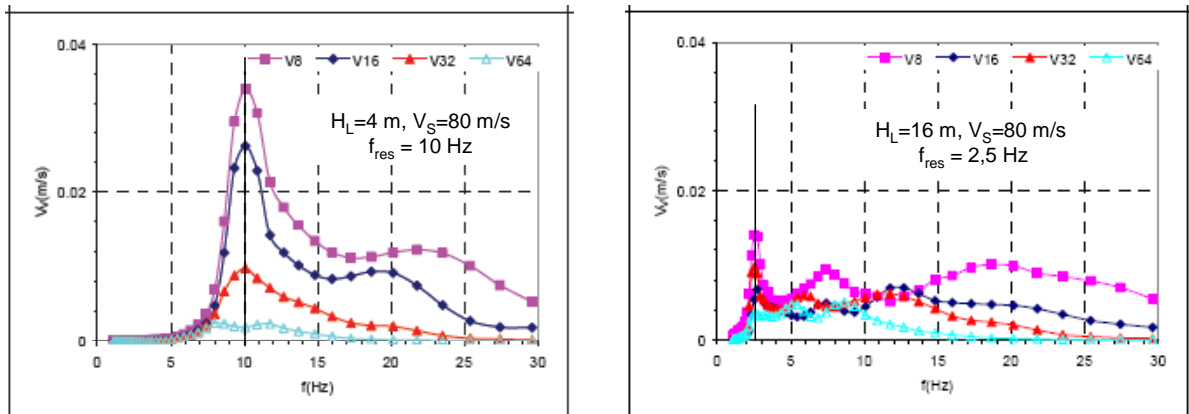 0.04
V8 V16 V32 V64
H_L=4 m, V_S=80 m/s
f_res = 10 Hz
V_V(m/s)
0.02
0
0 5 10 15 20 25 30
f(Hz)
0.04
V8 V16 V32 V64
H_L=16 m, V_S=80 m/s
f_res = 2,5 Hz
V_V(m/s)
0.02
0
0 5 10 15 20 25 30
f(Hz)